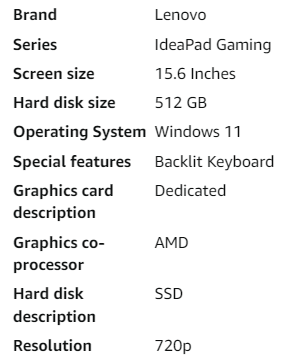 Brand Lenovo
Series IdeaPad Gaming
Screen size 15.6 Inches
Hard disk size 512 GB
Operating System Windows 11
Special features Backlit Keyboard
Graphics card Dedicated
description
Graphics co- AMD
processor
Hard disk SSD
description
Resolution 720p